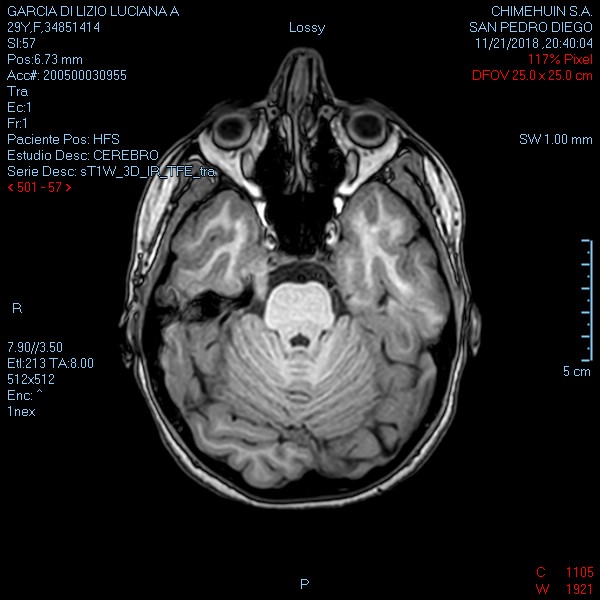 GARCIA DI LIZIO LUCIANA A
29Y,F,34851414
Sl:57
Pos:6.73 mm
Acc#: 200500030955
Tra
Ec:1
Fr:1
Paciente Pos: HFS
Estudio Desc: CEREBRO
Serie Desc: sT1W_3D_IR_TFE_tra
< 501 - 57 >
Lossy
CHIMEHUIN S.A.
SAN PEDRO DIEGO
11/21/2018 ,20:40:04
117% Pixel
DFOV 25.0 x 25.0 cm
SW 1.00 mm
R
7.90//3.50
Etl:213 TA:8.00
512x512
Enc: ^
1nex
5 cm
P
C 1105
W 1921